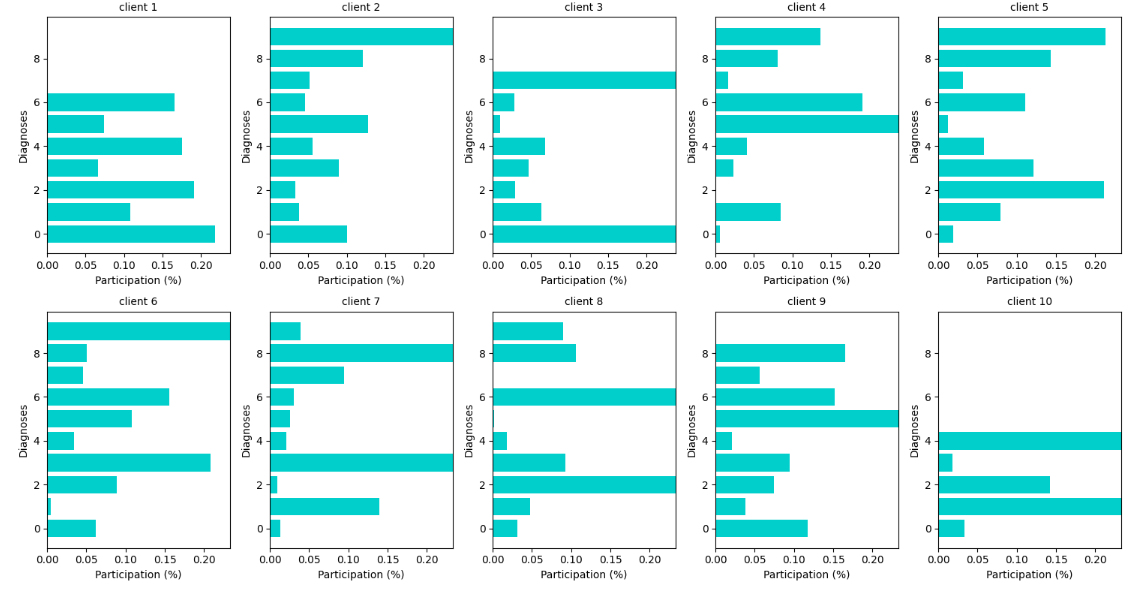 client 1
client 2
client 3
client 4
client 5
Diagnoses
8
6
4
2
0
0.00 0.05 0.10 0.15 0.20
Participation (%)
Diagnoses
8
6
4
2
0
0.00 0.05 0.10 0.15 0.20
Participation (%)
Diagnoses
8
6
4
2
0
0.00 0.05 0.10 0.15 0.20
Participation (%)
Diagnoses
8
6
4
2
0
0.00 0.05 0.10 0.15 0.20
Participation (%)
Diagnoses
8
6
4
2
0
0.00 0.05 0.10 0.15 0.20
Participation (%)
client 6
client 7
client 8
client 9
client 10
Diagnoses
8
6
4
2
0
0.00 0.05 0.10 0.15 0.20
Participation (%)
Diagnoses
8
6
4
2
0
0.00 0.05 0.10 0.15 0.20
Participation (%)
Diagnoses
8
6
4
2
0
0.00 0.05 0.10 0.15 0.20
Participation (%)
Diagnoses
8
6
4
2
0
0.00 0.05 0.10 0.15 0.20
Participation (%)
Diagnoses
8
6
4
2
0
0.00 0.05 0.10 0.15 0.20
Participation (%)